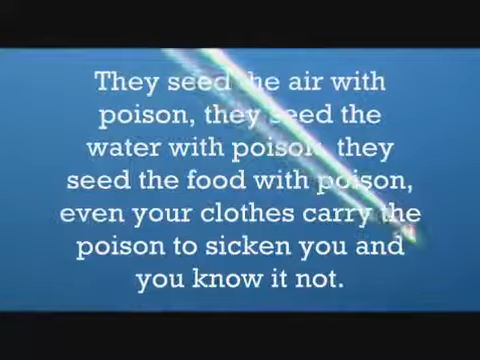 They seed the air with
poison, they seed the
water with poison, they
seed the food with poison,
even your clothes carry the
poison to sicken you and
you know it not.